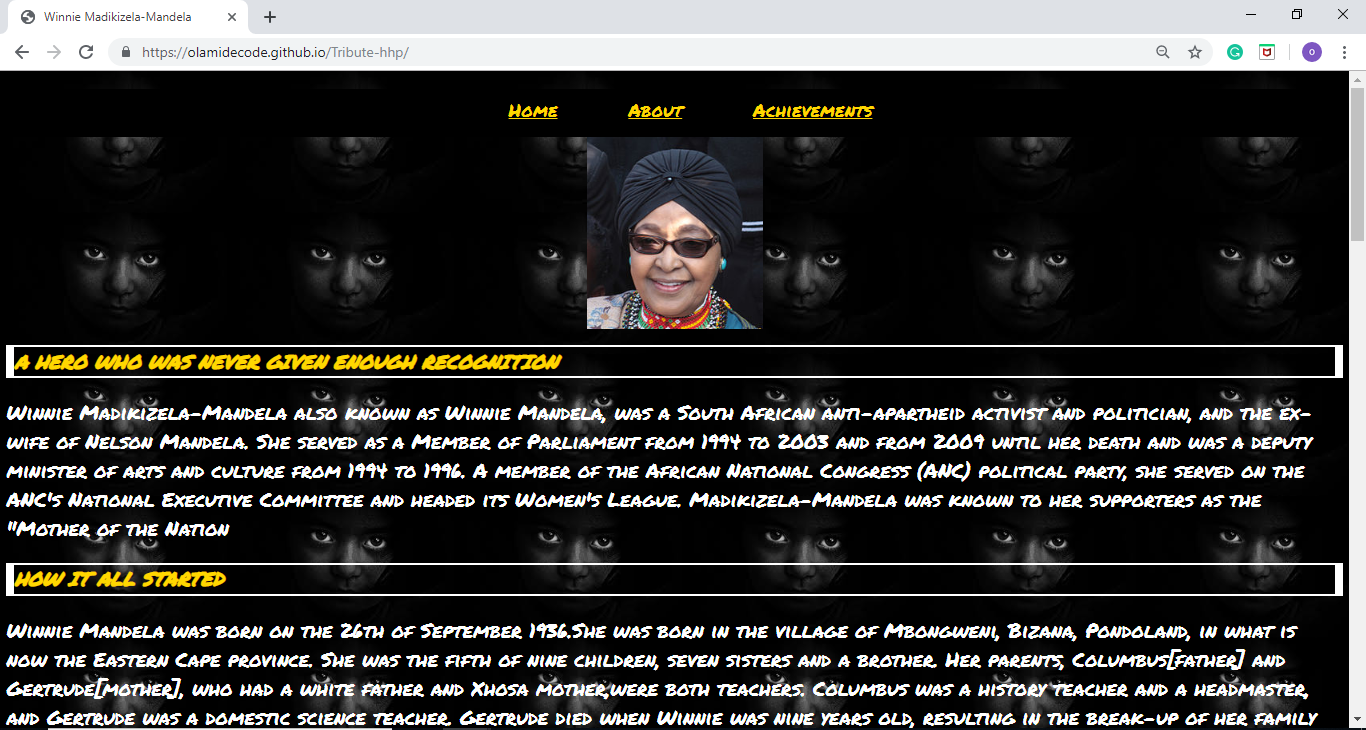 Winnie Madikizela-Mandela
https://olamidecode.github.io/Tribute-hhp/
o
Home About Achievements
A HERO WHO WAS NEVER GIVEN ENOUGH RECOGNITION
Winnie Madikizela-Mandela also known as Winnie Mandela, was a South African anti-apartheid activist and politician, and the ex-
wife of Nelson Mandela. She served as a Member of Parliament from 1994 to 2003 and from 2009 until her death and was a deputy
minister of arts and culture from 1994 to 1996. A member of the African National Congress (ANC) political party, she served on the
ANC's National Executive Committee and headed its Women's League. Madikizela-Mandela was known to her supporters as the
"Mother of the Nation
HOW IT ALL STARTED
Winnie Mandela was born on the 26th of September 1936.She was born in the village of Mbongweni, Bizana, Pondoland, in what is
now the Eastern Cape province. She was the fifth of nine children, seven sisters and a brother. Her parents, Columbus[father] and
Gertrude[mother], who had a white father and Xhosa mother,were both teachers. Columbus was a history teacher and a headmaster,
and Gertrude was a domestic science teacher. Gertrude died when Winnie was nine years old, resulting in the break-up of her family